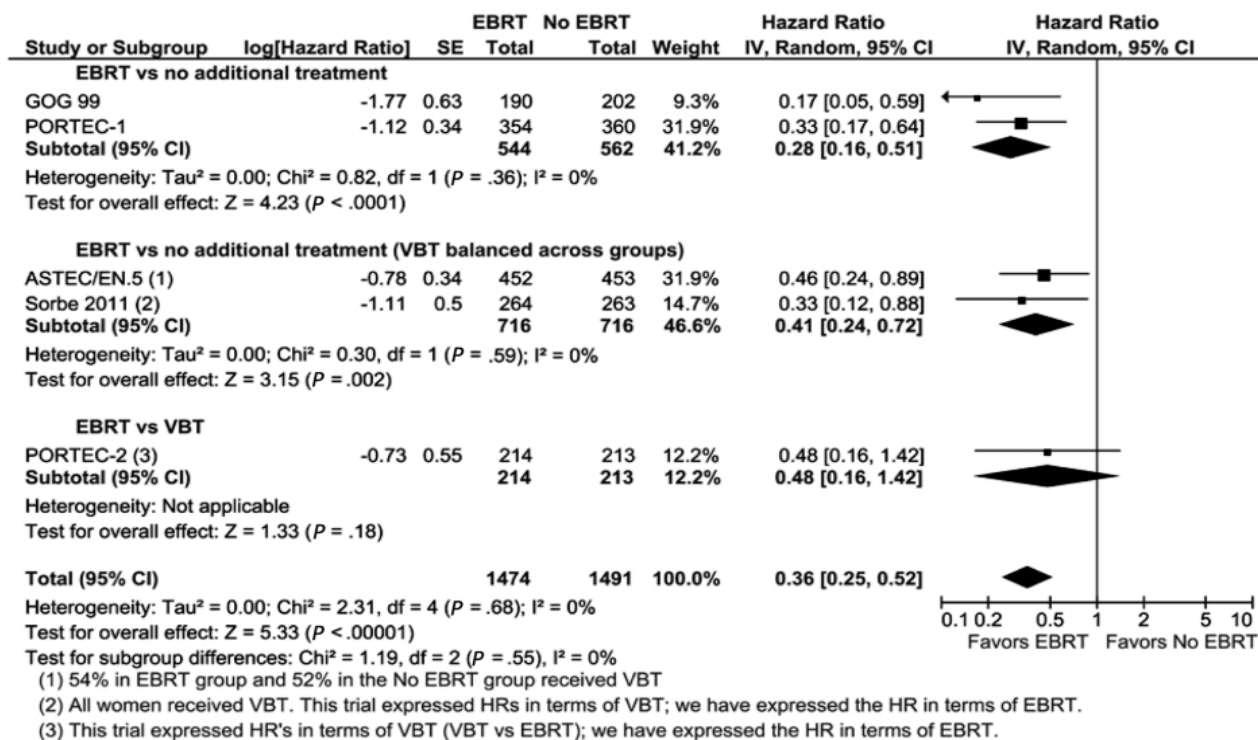 EBRT No EBRT Hazard Ratio Hazard Ratio
Study or Subgroup log[Hazard Ratio] SE Total Total Weight IV, Random, 95% CI IV, Random, 95% CI
EBRT vs no additional treatment
GOG 99 -1.77 0.63 190 202 9.3% 0.17 [0.05, 0.59]
PORTEC-1 -1.12 0.34 354 360 31.9% 0.33 [0.17, 0.64]
Subtotal (95% CI) 544 562 41.2% 0.28 [0.16, 0.51]
Heterogeneity: Tau² = 0.00; Chi² = 0.82, df = 1 (P = .36); I² = 0%
Test for overall effect: Z = 4.23 (P < .0001)
EBRT vs no additional treatment (VBT balanced across groups)
ASTEC/EN.5 (1) -0.78 0.34 452 453 31.9% 0.46 [0.24, 0.89]
Sorbe 2011 (2) -1.11 0.5 264 263 14.7% 0.33 [0.12, 0.88]
Subtotal (95% CI) 716 716 46.6% 0.41 [0.24, 0.72]
Heterogeneity: Tau² = 0.00; Chi² = 0.30, df = 1 (P = .59); I² = 0%
Test for overall effect: Z = 3.15 (P = .002)
EBRT vs VBT
PORTEC-2 (3) -0.73 0.55 214 213 12.2% 0.48 [0.16, 1.42]
Subtotal (95% CI) 214 213 12.2% 0.48 [0.16, 1.42]
Heterogeneity: Not applicable
Test for overall effect: Z = 1.33 (P = .18)
Total (95% CI) 1474 1491 100.0% 0.36 [0.25, 0.52]
Heterogeneity: Tau² = 0.00; Chi² = 2.31, df = 4 (P = .68); I² = 0%
0.1 0.2 0.5 1 2 5 10
Test for overall effect: Z = 5.33 (P < .00001)
Favors EBRT Favors No EBRT
Test for subgroup differences: Chi² = 1.19, df = 2 (P = .55), I² = 0%
(1) 54% in EBRT group and 52% in the No EBRT group received VBT
(2) All women received VBT. This trial expressed HRs in terms of VBT; we have expressed the HR in terms of EBRT.
(3) This trial expressed HR's in terms of VBT (VBT vs EBRT); we have expressed the HR in terms of EBRT.